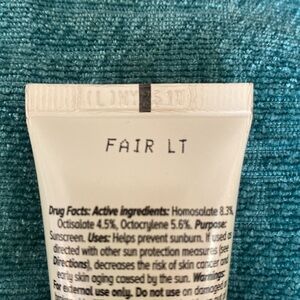 FAIR LT
Drug Facts: Active ingredients: Homosalate 8.3%,
Octisalate 4.5%, Octocrylene 5.6%. Purpose:
Sunscreen. Uses: Helps prevent sunburn. If used as
directed with other sun protection measures (see
Directions), decreases the risk of skin cancer and
early skin aging caused by the sun. Warnings:
For external use only. Do not use on damaged